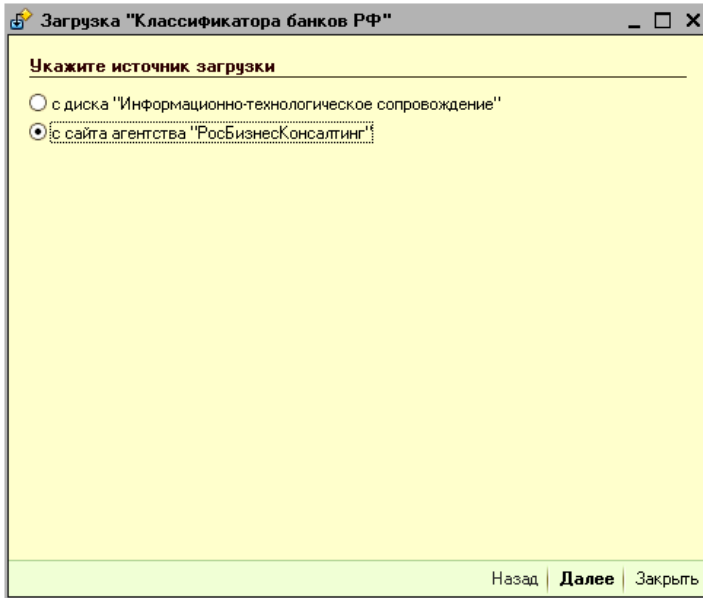 Загрузка "Классификатора банков РФ"
Укажите источник загрузки
с диска "Информационно-технологическое сопровождение"
с сайта агентства "РосБизнесКонсалтинг"
Назад Далее Закрыть